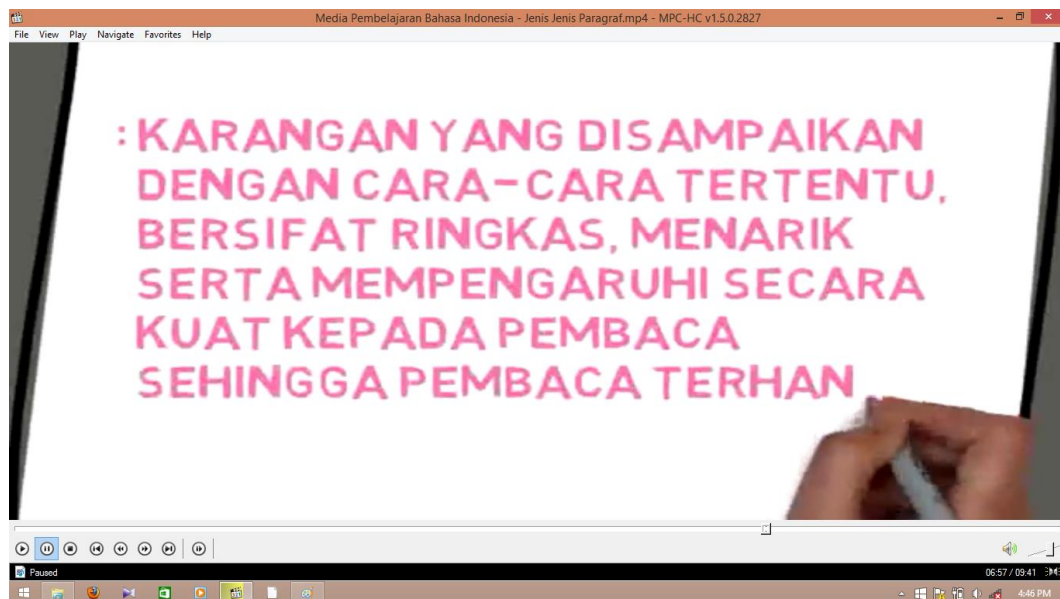 Media Pembelajaran Bahasa Indonesia - Jenis Jenis Paragraf.mp4 - MPC-HC v1.5.0.2827
File View Play Navigate Favorites Help
: KARANGAN YANG DISAMPAIKAN
DENGAN CARA-CARA TERTENTU,
BERSIFAT RINGKAS, MENARIK
SERTA MEMPENGARUHI SECARA
KUAT KEPADA PEMBACA
SEHINGGA PEMBACA TERHAN
Paused
06:57 / 09:41
4:46 PM